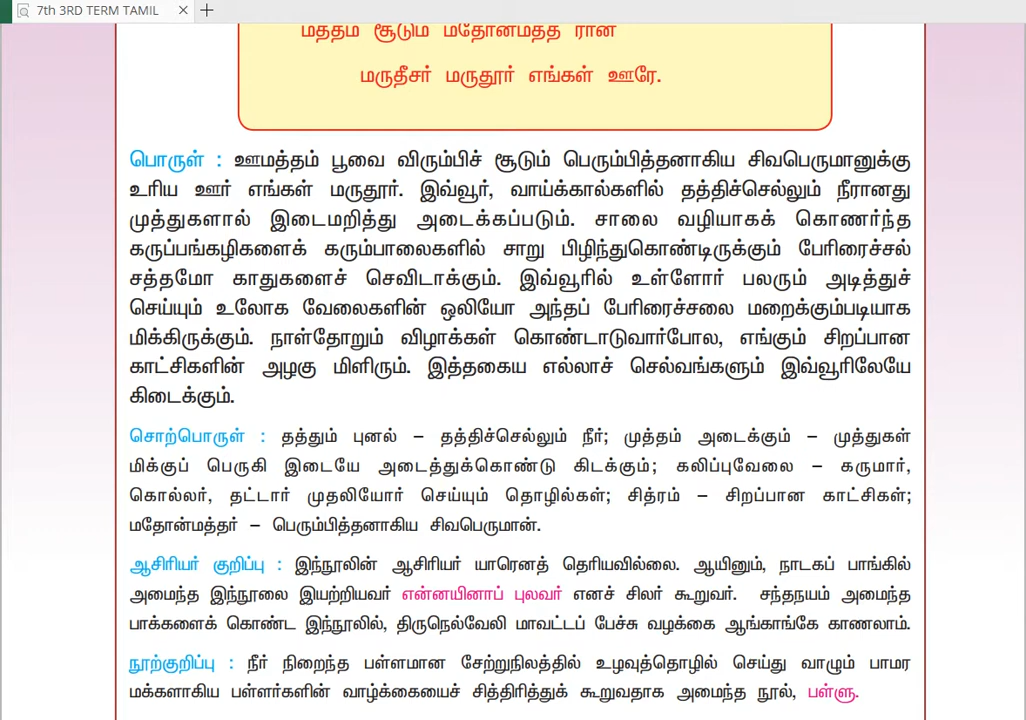 7th 3RD TERM TAMIL
மத்தம் சூடும் மதோன்மத்த ரான
மருதீசர் மருதூர் எங்கள் ஊரே.
பொருள் : ஊமத்தம் பூவை விரும்பிச் சூடும் பெரும்பித்தனாகிய சிவபெருமானுக்கு
உரிய ஊர் எங்கள் மருதூர். இவ்வூர், வாய்க்கால்களில் தத்திச்செல்லும் நீரானது
முத்துகளால் இடைமறித்து அடைக்கப்படும். சாலை வழியாகக் கொணர்ந்த
கருப்பங்கழிகளைக் கரும்பாலைகளில் சாறு பிழிந்துகொண்டிருக்கும் பேரிரைச்சல்
சத்தமோ காதுகளைச் செவிடாக்கும். இவ்வூரில் உள்ளோர் பலரும் அடித்துச்
செய்யும் உலோக வேலைகளின் ஒலியோ அந்தப் பேரிரைச்சலை மறைக்கும்படியாக
மிக்கிருக்கும். நாள்தோறும் விழாக்கள் கொண்டாடுவார்போல, எங்கும் சிறப்பான
காட்சிகளின் அழகு மிளிரும். இத்தகைய எல்லாச் செல்வங்களும் இவ்வூரிலேயே
கிடைக்கும்.
சொற்பொருள் : தத்தும் புனல் – தத்திச்செல்லும் நீர்; முத்தம் அடைக்கும் – முத்துகள்
மிக்குப் பெருகி இடையே அடைத்துக்கொண்டு கிடக்கும்; கலிப்புவேலை – கருமார்,
கொல்லர், தட்டார் முதலியோர் செய்யும் தொழில்கள்; சித்ரம் – சிறப்பான காட்சிகள்;
மதோன்மத்தர் – பெரும்பித்தனாகிய சிவபெருமான்.
ஆசிரியர் குறிப்பு : இந்நூலின் ஆசிரியர் யாரெனத் தெரியவில்லை. ஆயினும், நாடகப் பாங்கில்
அமைந்த இந்நூலை இயற்றியவர் என்னயினாப் புலவர் எனச் சிலர் கூறுவர். சந்தநயம் அமைந்த
பாக்களைக் கொண்ட இந்நூலில், திருநெல்வேலி மாவட்டப் பேச்சு வழக்கை ஆங்காங்கே காணலாம்.
நூற்குறிப்பு : நீர் நிறைந்த பள்ளமான சேற்றுநிலத்தில் உழவுத்தொழில் செய்து வாழும் பாமர
மக்களாகிய பள்ளர்களின் வாழ்க்கையைச் சித்திரித்துக் கூறுவதாக அமைந்த நூல், பள்ளு.